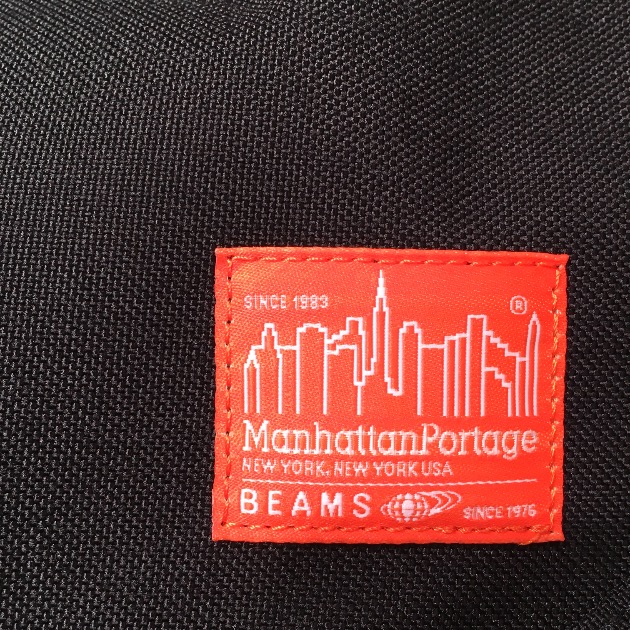 SINCE 1983
®
ManhattanPortage
NEW YORK, NEW YORK USA
BEAMS SINCE 1976